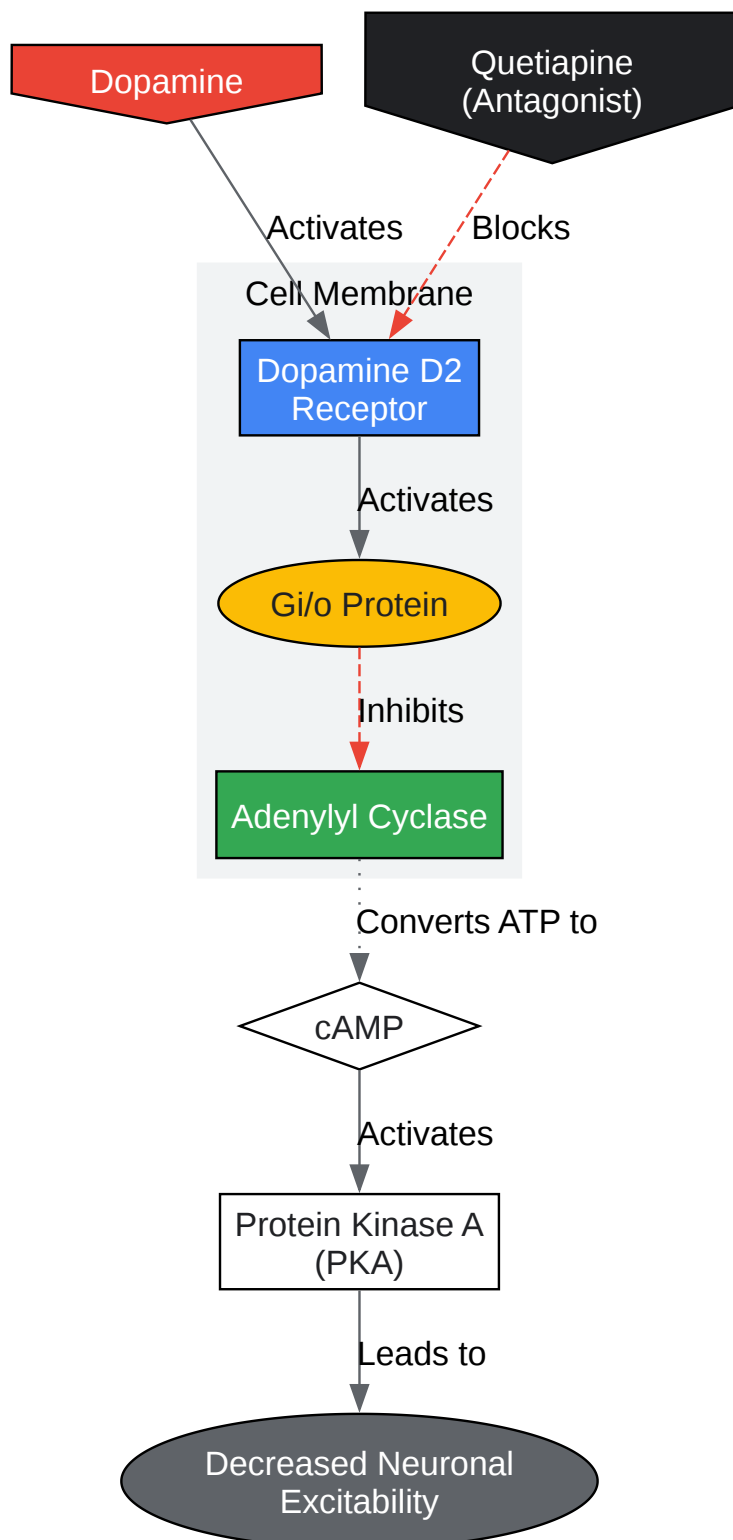 Dopamine
Quetiapine
(Antagonist)
Activates
Blocks
Cell Membrane
Dopamine D2
Receptor
Activates
Gi/o Protein
Inhibits
Adenylyl Cyclase
Converts ATP to
cAMP
Activates
Protein Kinase A
(PKA)
Leads to
Decreased Neuronal
Excitability